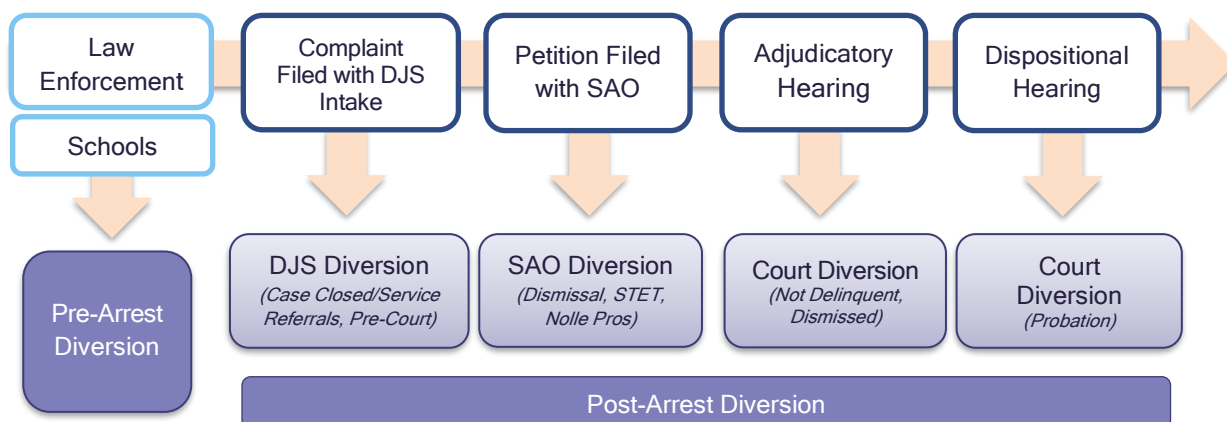 Law
Enforcement
Schools
Complaint
Filed with DJS
Intake
Petition Filed
with SAO
Adjudicatory
Hearing
Dispositional
Hearing
Pre-Arrest
Diversion
DJS Diversion
(Case Closed/Service
Referrals, Pre-Court)
SAO Diversion
(Dismissal, STET,
Nolle Pros)
Court Diversion
(Not Delinquent,
Dismissed)
Court
Diversion
(Probation)
Post-Arrest Diversion